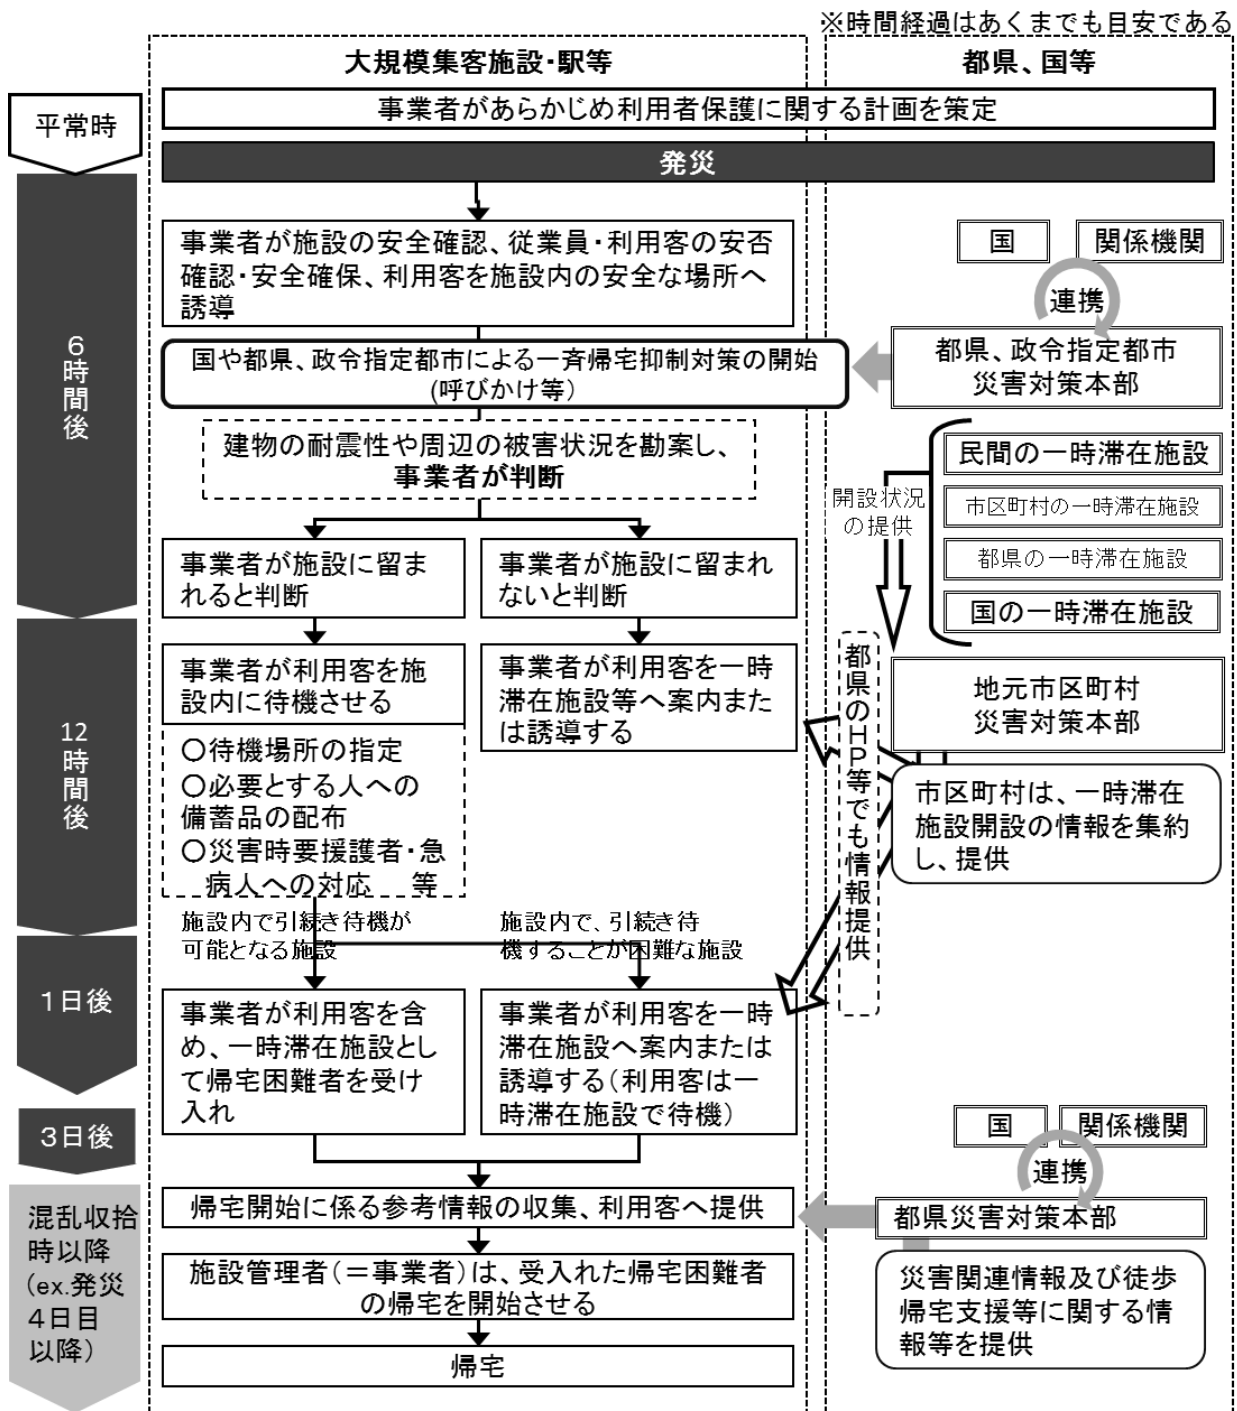 ※時間経過はあくまでも目安である
大規模集客施設・駅等
都県、国等
平常時
事業者があらかじめ利用者保護に関する計画を策定
発災
6時間後
事業者が施設の安全確認、従業員・利用客の安否
確認・安全確保、利用客を施設内の安全な場所へ
誘導
国
関係機関
連携
都県、政令指定都市
災害対策本部
国や都県、政令指定都市による一斉帰宅抑制対策の開始
(呼びかけ等)
建物の耐震性や周辺の被害状況を勘案し、
事業者が判断
民間の一時滞在施設
市区町村の一時滞在施設
都県の一時滞在施設
国の一時滞在施設
開設状況
の提供
事業者が施設に留ま
れると判断
事業者が施設に留まれ
ないと判断
12時間後
事業者が利用客を施
設内に待機させる
○待機場所の指定
○必要とする人への
備蓄品の配布
○災害時要援護者・急
病人への対応 等
事業者が利用客を一時
滞在施設等へ案内また
は誘導する
都県のHP等でも情報提供
地元市区町村
災害対策本部
市区町村は、一時滞在
施設開設の情報を集約
し、提供
施設内で引続き待機が
可能となる施設
施設内で、引続き待
機することが困難な施設
1日後
事業者が利用客を含
め、一時滞在施設とし
て帰宅困難者を受け
入れ
事業者が利用客を一時
滞在施設へ案内または
誘導する(利用客は一
時滞在施設で待機)
3日後
国
関係機関
連携
都県災害対策本部
災害関連情報及び徒歩
帰宅支援等に関する情
報等を提供
混乱収拾
時以降
(ex.発災
4日目
以降)
帰宅開始に係る参考情報の収集、利用客へ提供
施設管理者(=事業者)は、受入れた帰宅困難者
の帰宅を開始させる
帰宅